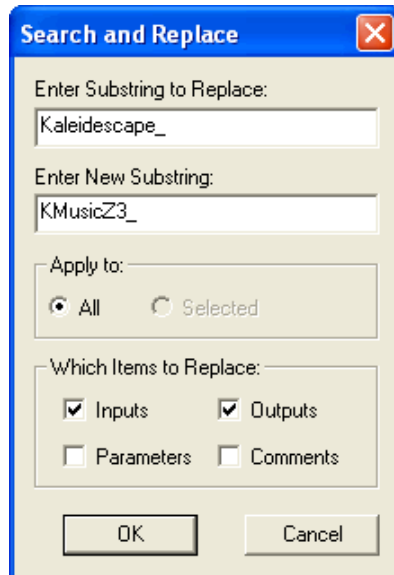 Search and Replace
Enter Substring to Replace:
Kaleidescape_
Enter New Substring:
KMusicZ3_
Apply to:
All Selected
Which Items to Replace:
Inputs Outputs
Parameters Comments
OK Cancel